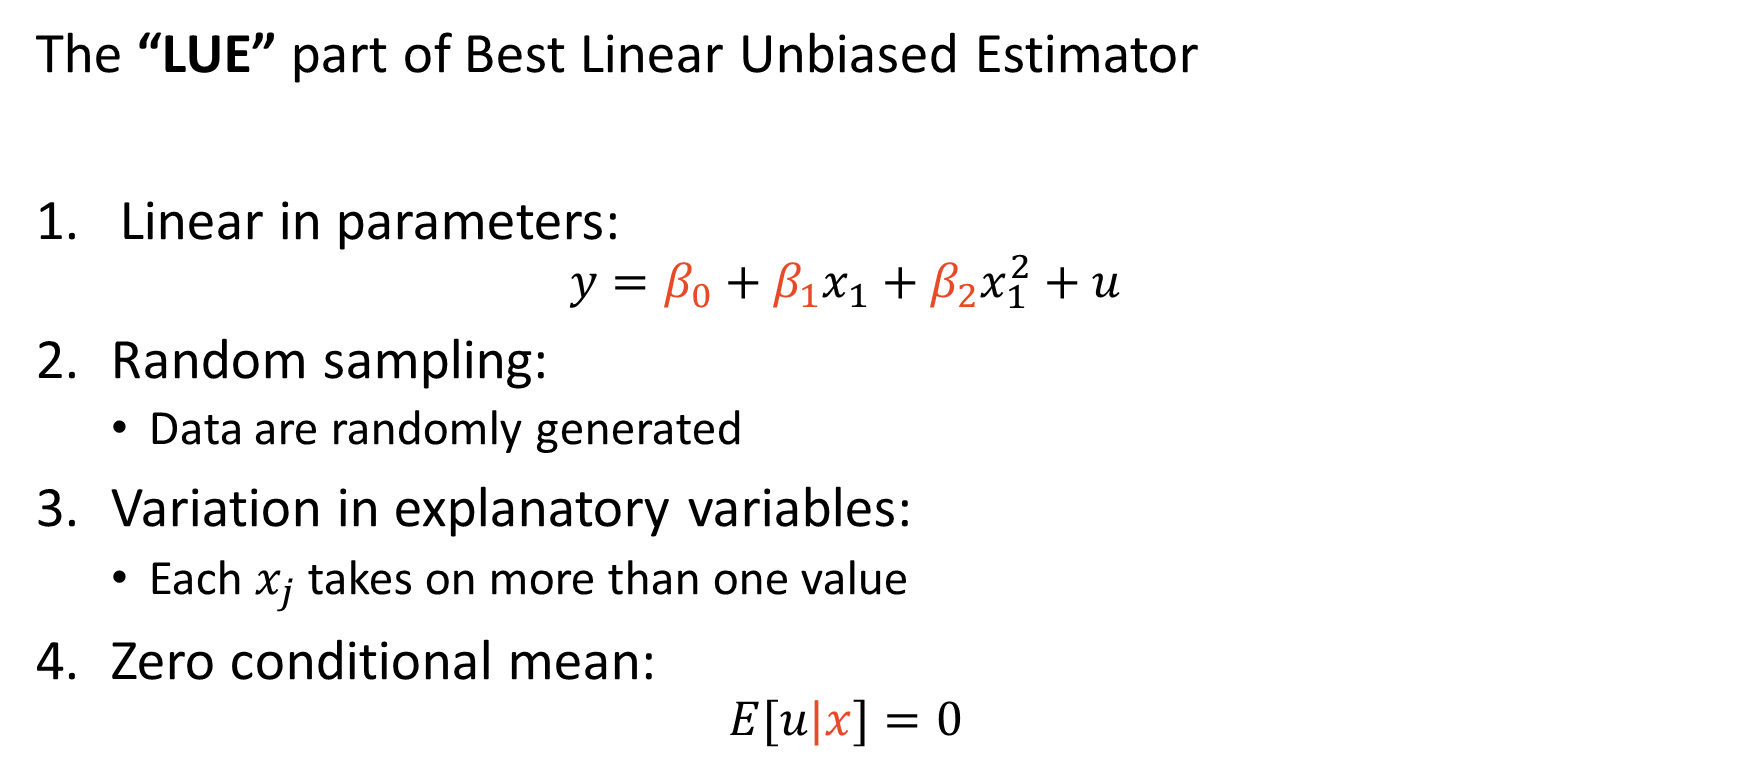 The “LUE” part of Best Linear Unbiased Estimator
1. Linear in parameters:
y = β₀ + β₁x₁ + β₂x₁² + u
2. Random sampling:
• Data are randomly generated
3. Variation in explanatory variables:
• Each xⱼ takes on more than one value
4. Zero conditional mean:
E[u|x] = 0